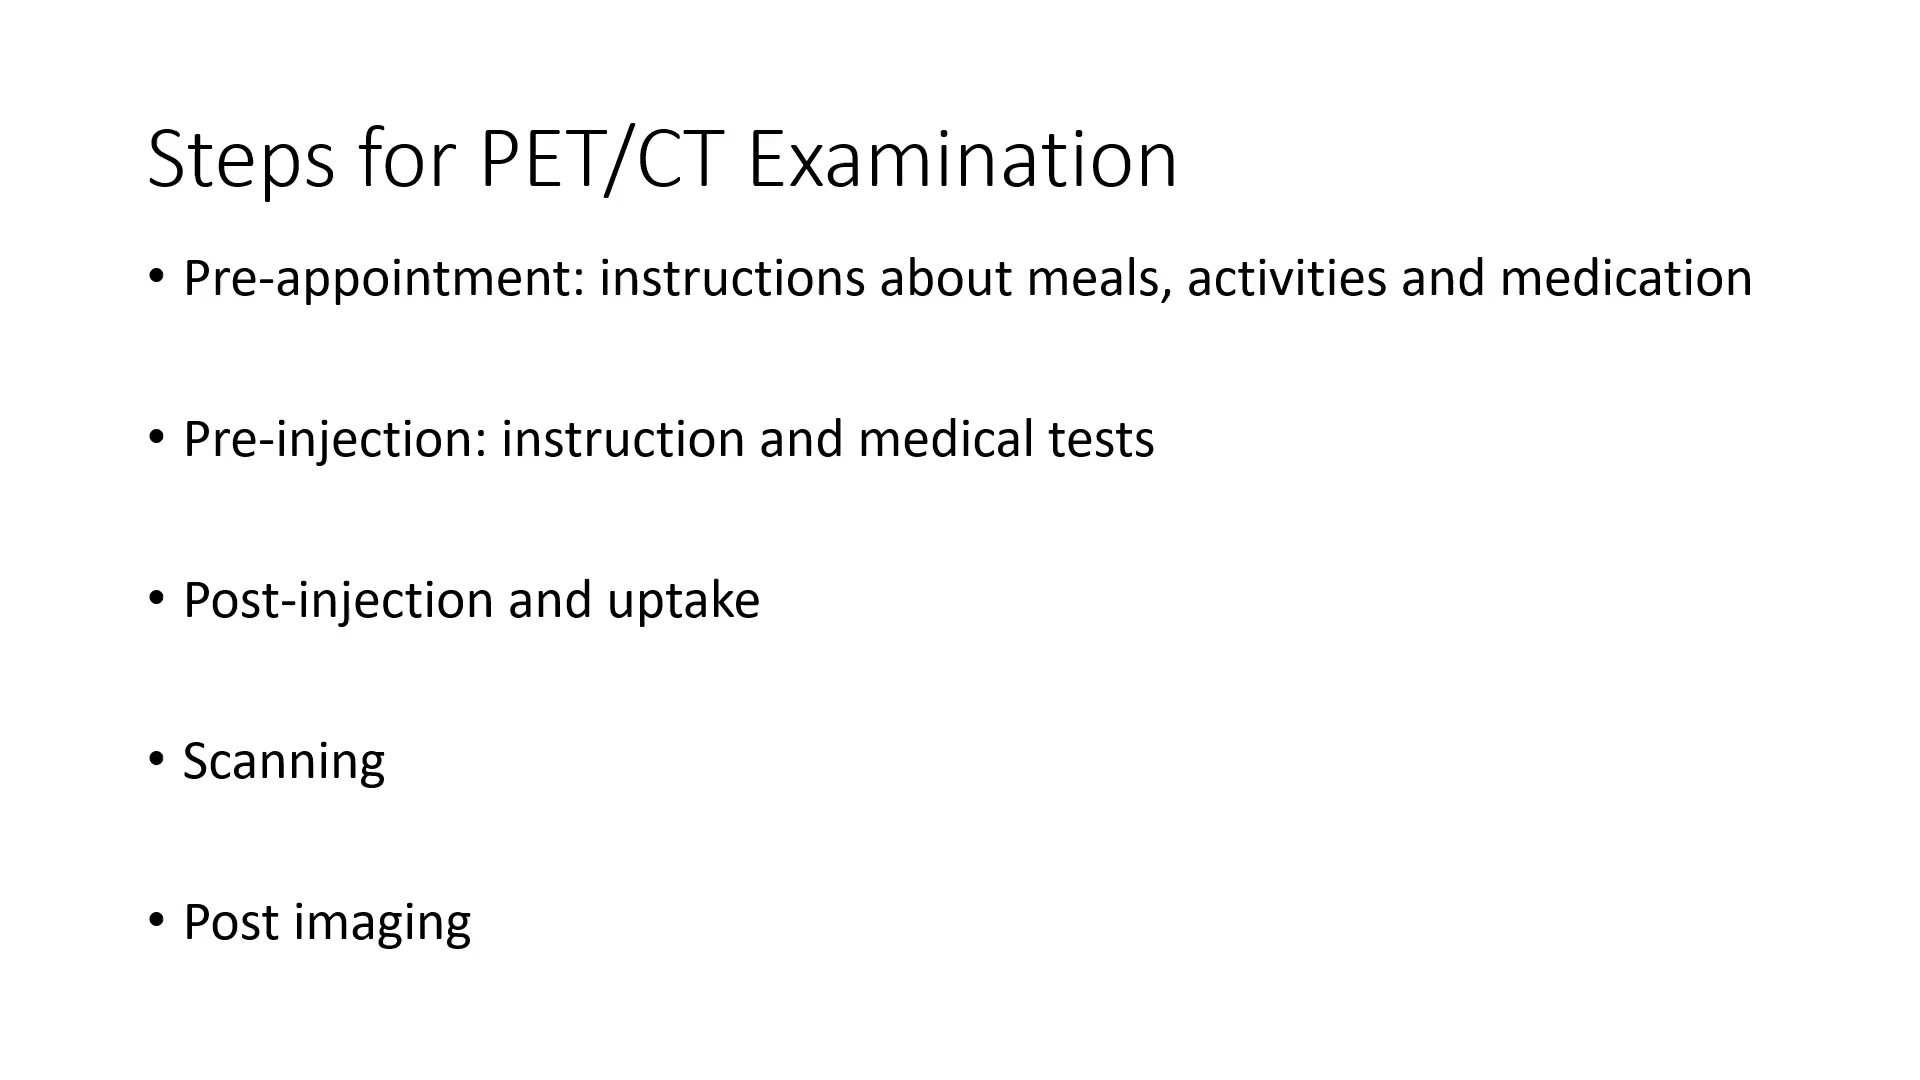 Steps for PET/CT Examination
• Pre-appointment: instructions about meals, activities and medication
• Pre-injection: instruction and medical tests
• Post-injection and uptake
• Scanning
• Post imaging